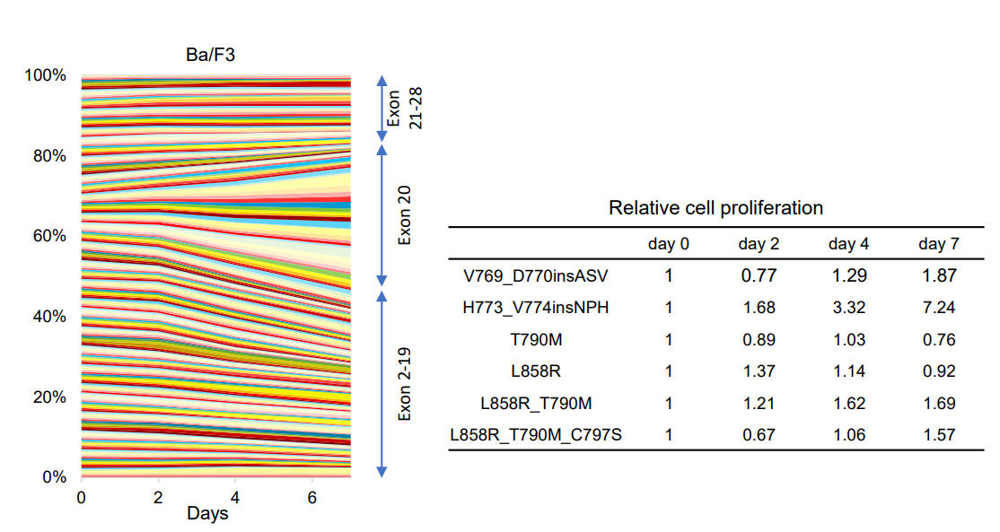 Ba/F3
100%
80%
60%
40%
20%
0%
0 2 4 6
Days
Exon
21-28
Exon 20
Exon 2-19
Relative cell proliferation
day 0 day 2 day 4 day 7
V769_D770insASV 1 0.77 1.29 1.87
H773_V774insNPH 1 1.68 3.32 7.24
T790M 1 0.89 1.03 0.76
L858R 1 1.37 1.14 0.92
L858R_T790M 1 1.21 1.62 1.69
L858R_T790M_C797S 1 0.67 1.06 1.57